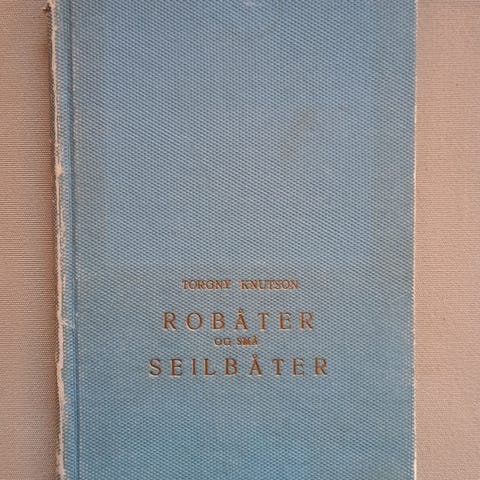 TORGNY KNUTSON
ROBÅTER
OG SMÅ
SEILBÅTER